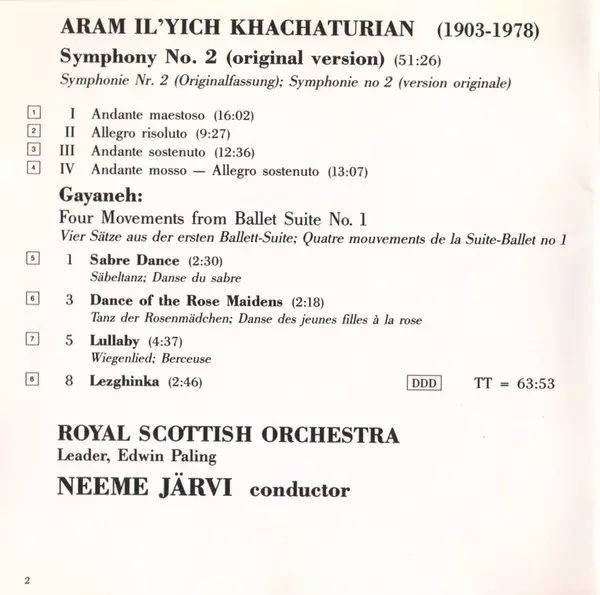 ARAM IL'YICH KHACHATURIAN (1903-1978)
Symphony No. 2 (original version) (51:26)
Symphonie Nr. 2 (Originalfassung); Symphonie no 2 (version originale)
1 I Andante maestoso (16:02)
2 II Allegro risoluto (9:27)
3 III Andante sostenuto (12:36)
4 IV Andante mosso — Allegro sostenuto (13:07)
Gayaneh:
Four Movements from Ballet Suite No. 1
Vier Sätze aus der ersten Ballett-Suite; Quatre mouvements de la Suite-Ballet no 1
5 1 Sabre Dance (2:30)
Säbeltanz; Danse du sabre
6 3 Dance of the Rose Maidens (2:18)
Tanz der Rosenmädchen; Danse des jeunes filles à la rose
7 5 Lullaby (4:37)
Wiegenlied; Berceuse
8 8 Lezghinka (2:46) DDD TT = 63:53
ROYAL SCOTTISH ORCHESTRA
Leader, Edwin Paling
NEEME JÄRVI conductor
2